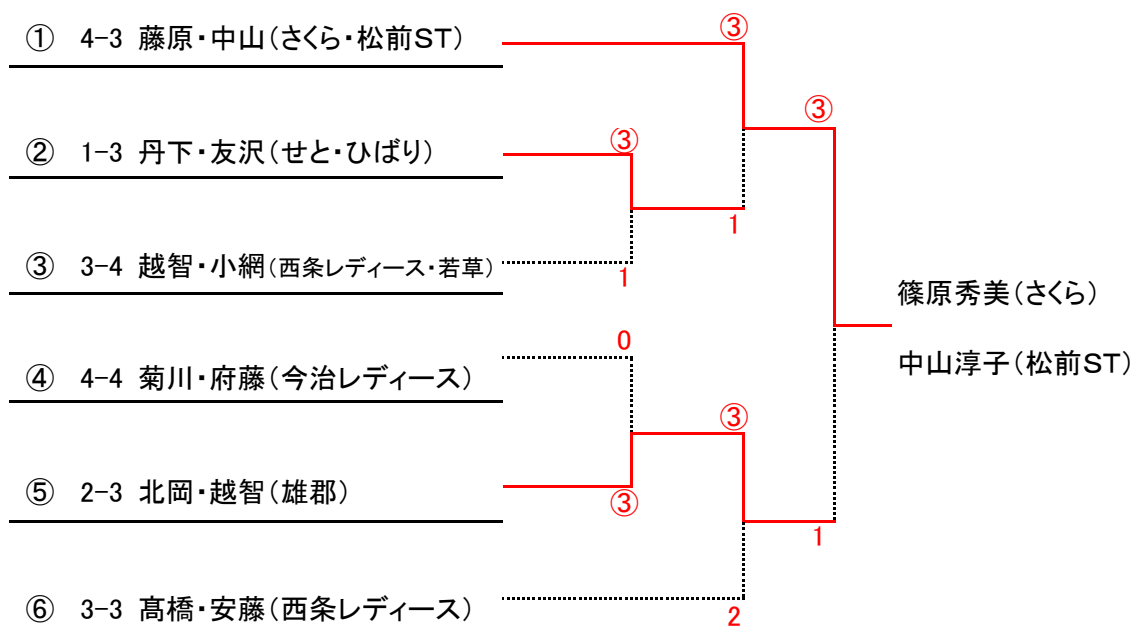 ① 4-3 藤原・中山(さくら・松前ST)
③
③
② 1-3 丹下・友沢(せと・ひばり)
③
1
③ 3-4 越智・小網(西条レディース・若草)
1
篠原秀美(さくら)
中山淳子(松前ST)
0
④ 4-4 菊川・府藤(今治レディース)
③
⑤ 2-3 北岡・越智(雄郡)
③
1
⑥ 3-3 髙橋・安藤(西条レディース)
2